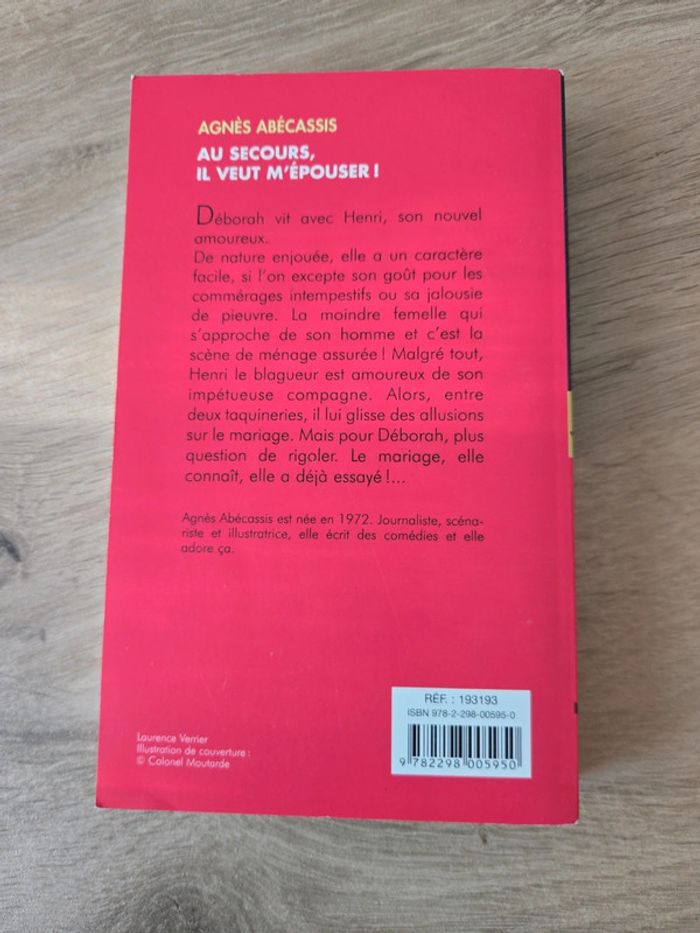 AGNÈS ABÉCASSIS
AU SECOURS,
IL VEUT M'ÉPOUSER !
Déborah vit avec Henri, son nouvel
amoureux.
De nature enjouée, elle a un caractère
facile, si l'on excepte son goût pour les
commérages intempestifs ou sa jalousie
de pieuvre. La moindre femelle qui
s'approche de son homme et c'est la
scène de ménage assurée ! Malgré tout,
Henri le blagueur est amoureux de son
impétueuse compagne. Alors, entre
deux taquineries, il lui glisse des allusions
sur le mariage. Mais pour Déborah, plus
question de rigoler. Le mariage, elle
connaît, elle a déjà essayé !...
Agnès Abécassis est née en 1972. Journaliste, scéna-
riste et illustratrice, elle écrit des comédies et elle
adore ça.
Laurence Verrier
Illustration de couverture :
© Colonel Moutarde
RÉF. : 193193
ISBN 978-2-298-00595-0
9 782298 005950